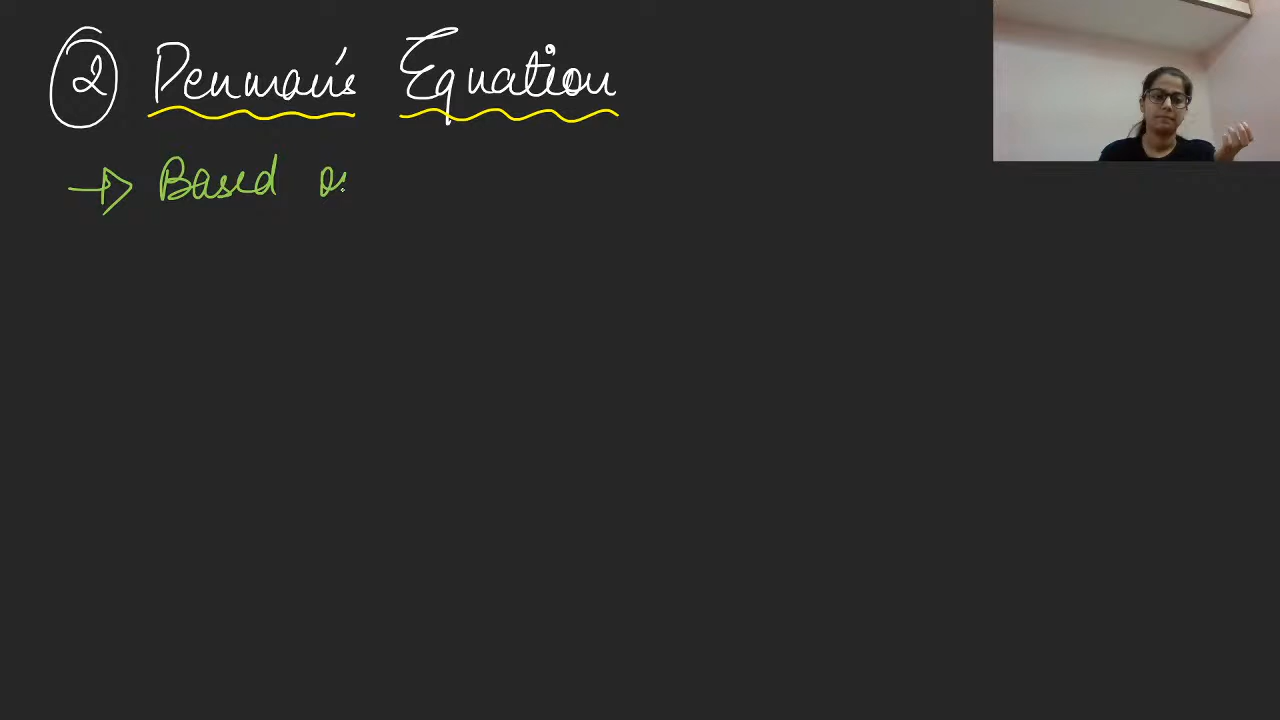 2 Penman's Equation
→ Based o